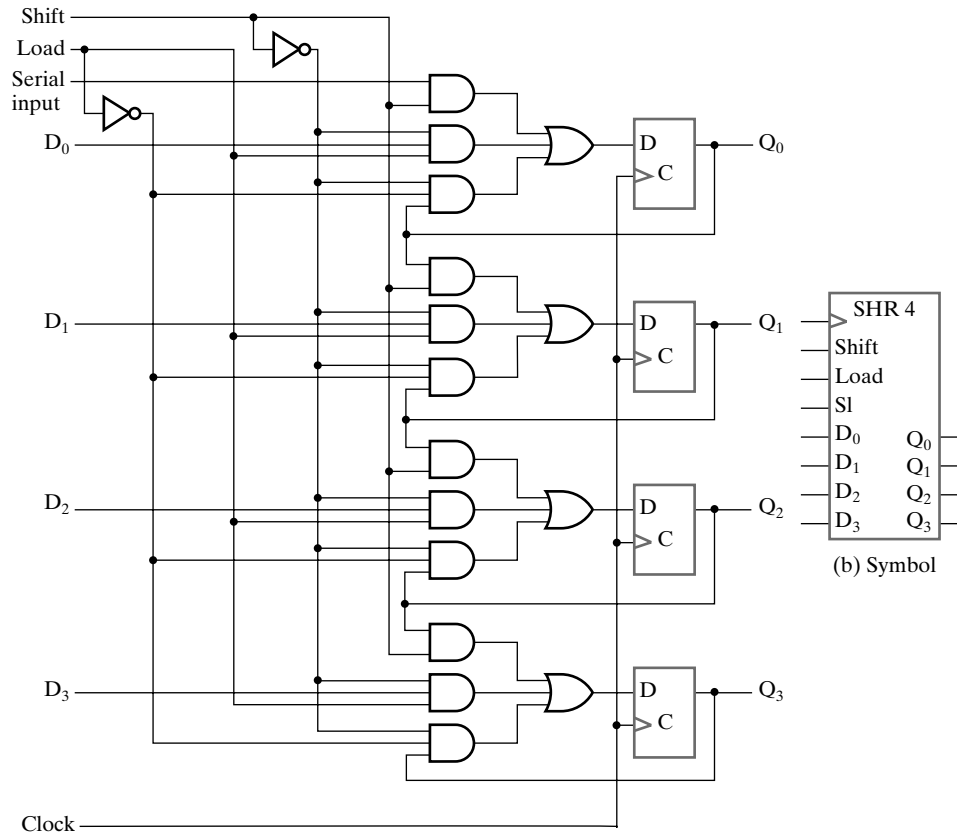 Shift
Load
Serial
input
D₀
D
C
Q₀
D₁
D
C
Q₁
D₂
D
C
Q₂
D₃
D
C
Q₃
Clock
SHR 4
Shift
Load
Sl
D₀ Q₀
D₁ Q₁
D₂ Q₂
D₃ Q₃
(b) Symbol